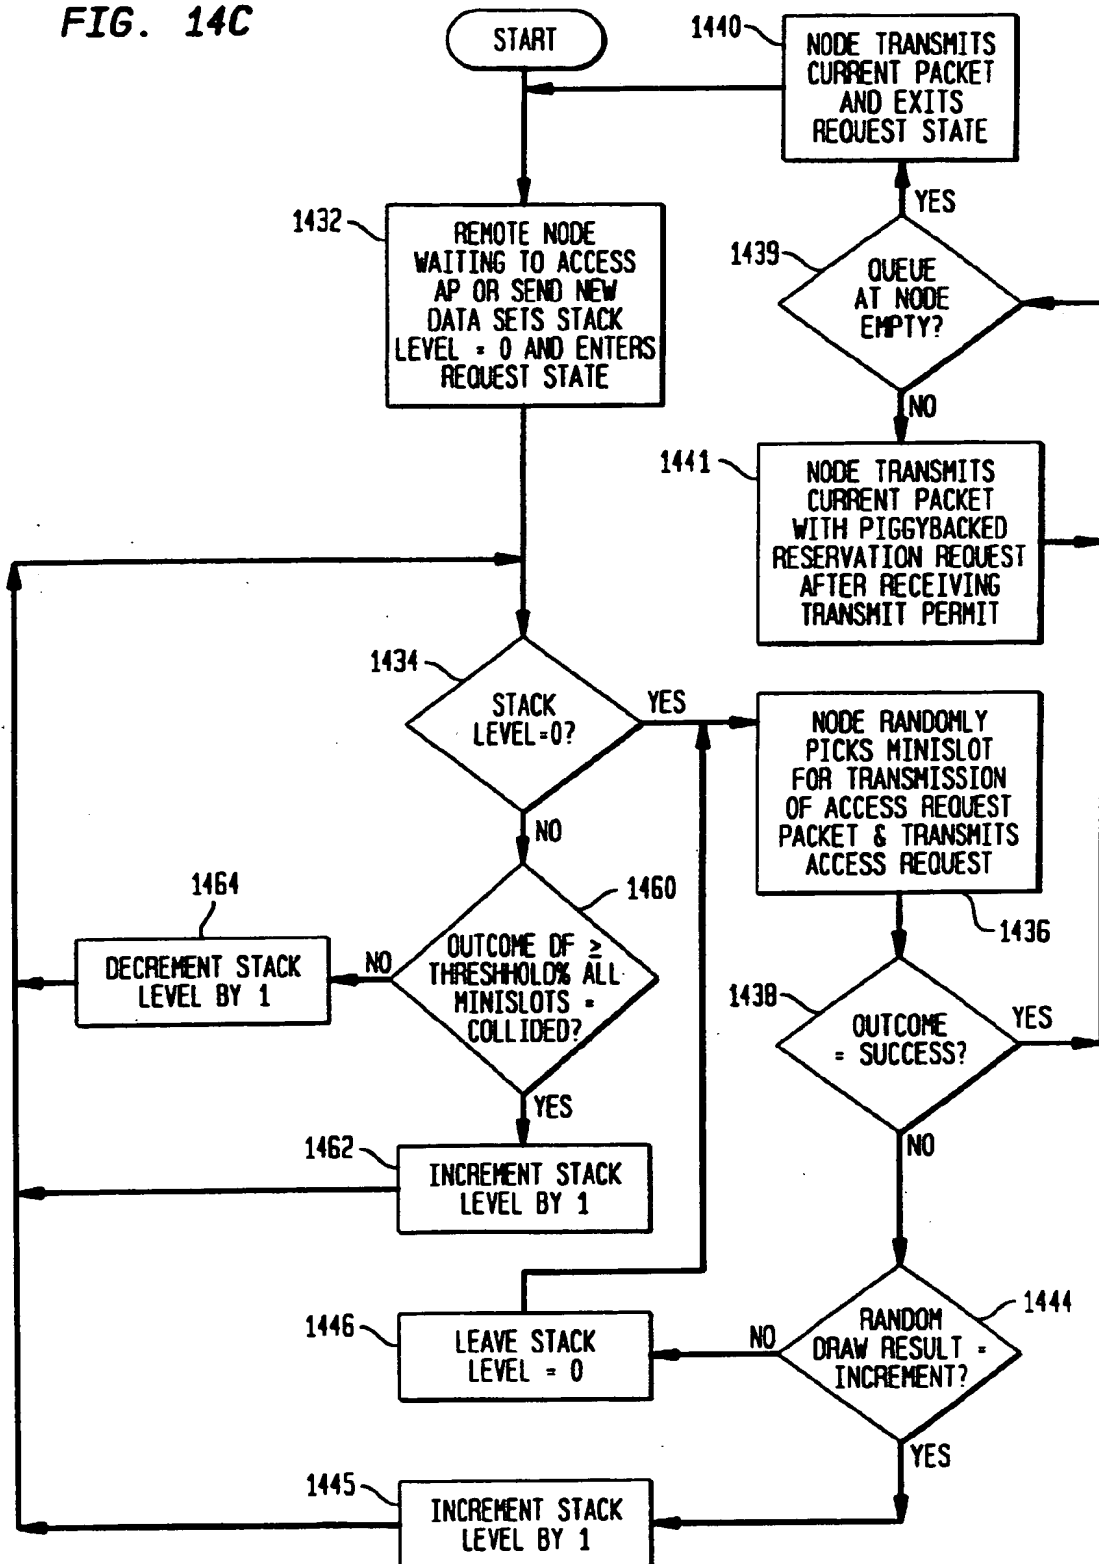 FIG. 14C
START
1440
NODE TRANSMITS
CURRENT PACKET
AND EXITS
REQUEST STATE
YES
1432
REMOTE NODE
WAITING TO ACCESS
AP OR SEND NEW
DATA SETS STACK
LEVEL = 0 AND ENTERS
REQUEST STATE
1439
QUEUE
AT NODE
EMPTY?
NO
1441
NODE TRANSMITS
CURRENT PACKET
WITH PIGGYBACKED
RESERVATION REQUEST
AFTER RECEIVING
TRANSMIT PERMIT
1434
STACK
LEVEL=0?
YES
NO
NODE RANDOMLY
PICKS MINISLOT
FOR TRANSMISSION
OF ACCESS REQUEST
PACKET & TRANSMITS
ACCESS REQUEST
1436
1464
DECREMENT STACK
LEVEL BY 1
NO
1460
OUTCOME OF ≥
THRESHHOLD% ALL
MINISLOTS =
COLLIDED?
YES
1438
OUTCOME
= SUCCESS?
YES
NO
1462
INCREMENT STACK
LEVEL BY 1
1446
LEAVE STACK
LEVEL = 0
NO
1444
RANDOM
DRAW RESULT =
INCREMENT?
YES
1445
INCREMENT STACK
LEVEL BY 1